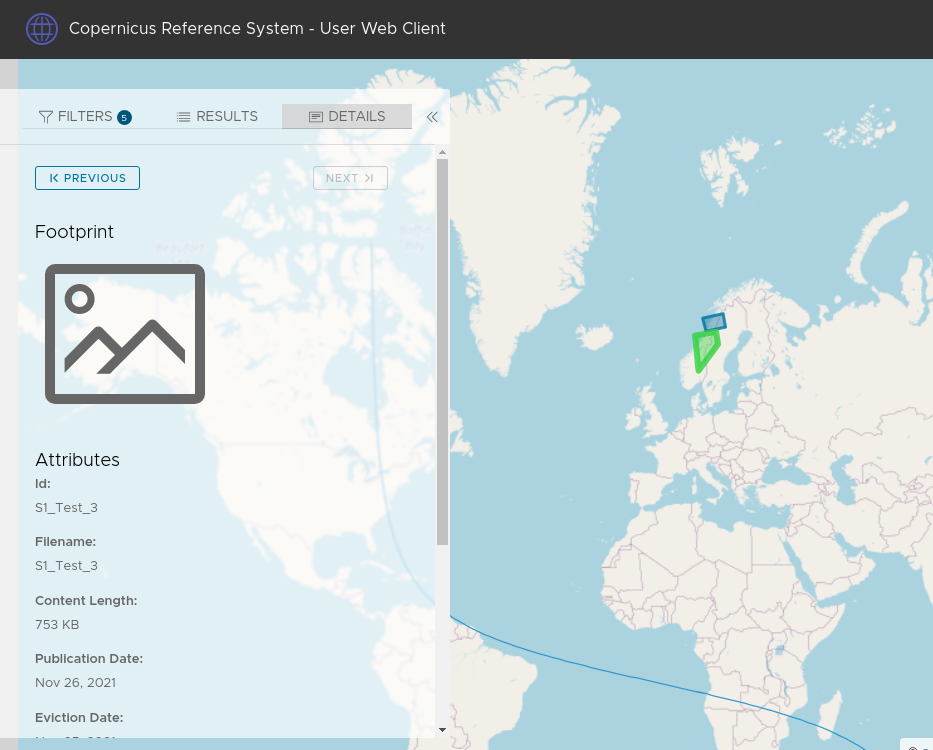 Copernicus Reference System - User Web Client
FILTERS 5
RESULTS
DETAILS
PREVIOUS
NEXT
Footprint
Attributes
Id:
S1_Test_3
Filename:
S1_Test_3
Content Length:
753 KB
Publication Date:
Nov 26, 2021
Eviction Date: